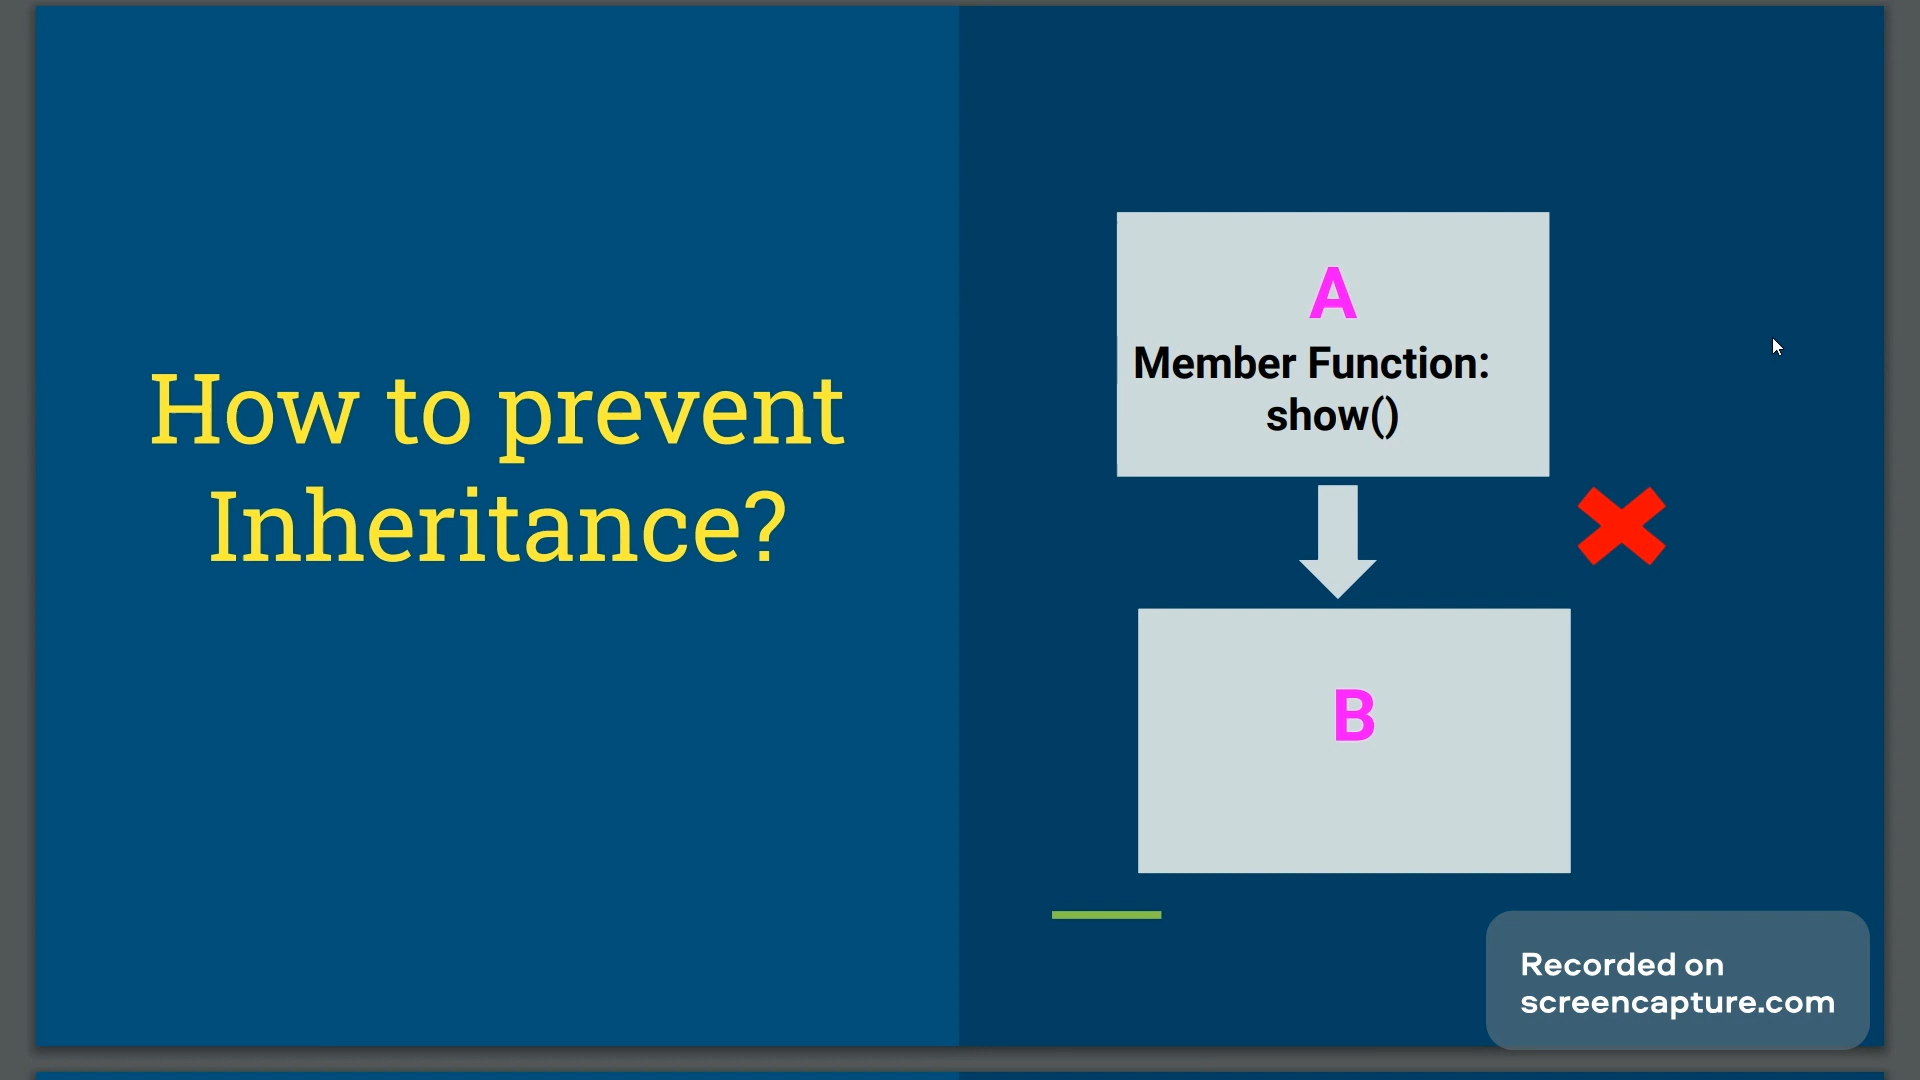 How to prevent
Inheritance?
A
Member Function:
show()
B
Recorded on
screencapture.com